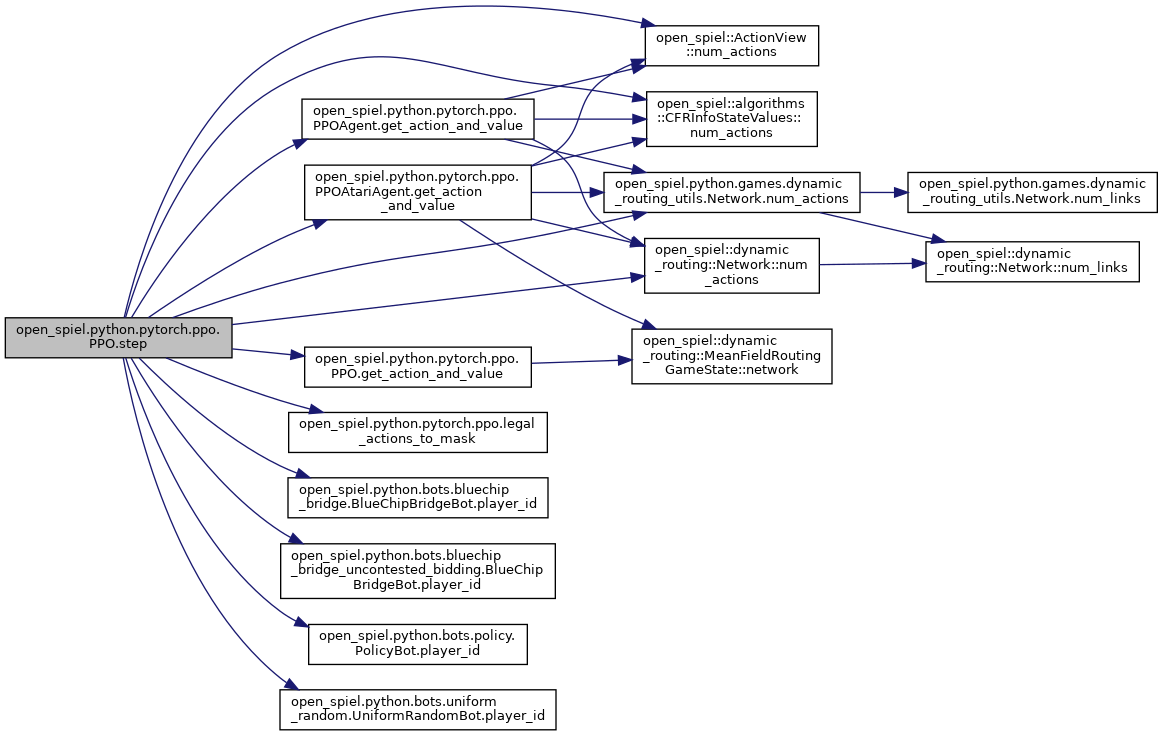 open_spiel.python.pytorch.ppo.
PPO.step
open_spiel::ActionView
::num_actions
open_spiel::algorithms
::CFRInfoStateValues::
num_actions
open_spiel.python.pytorch.ppo.
PPOAgent.get_action_and_value
open_spiel.python.pytorch.ppo.
PPOAtariAgent.get_action
_and_value
open_spiel.python.games.dynamic
_routing_utils.Network.num_actions
open_spiel.python.games.dynamic
_routing_utils.Network.num_links
open_spiel::dynamic
_routing::Network::num
_actions
open_spiel::dynamic
_routing::Network::num_links
open_spiel::dynamic
_routing::MeanFieldRouting
GameState::network
open_spiel.python.pytorch.ppo.
PPO.get_action_and_value
open_spiel.python.pytorch.ppo.legal
_actions_to_mask
open_spiel.python.bots.bluechip
_bridge.BlueChipBridgeBot.player_id
open_spiel.python.bots.bluechip
_bridge_uncontested_bidding.BlueChip
BridgeBot.player_id
open_spiel.python.bots.policy.
PolicyBot.player_id
open_spiel.python.bots.uniform
_random.UniformRandomBot.player_id